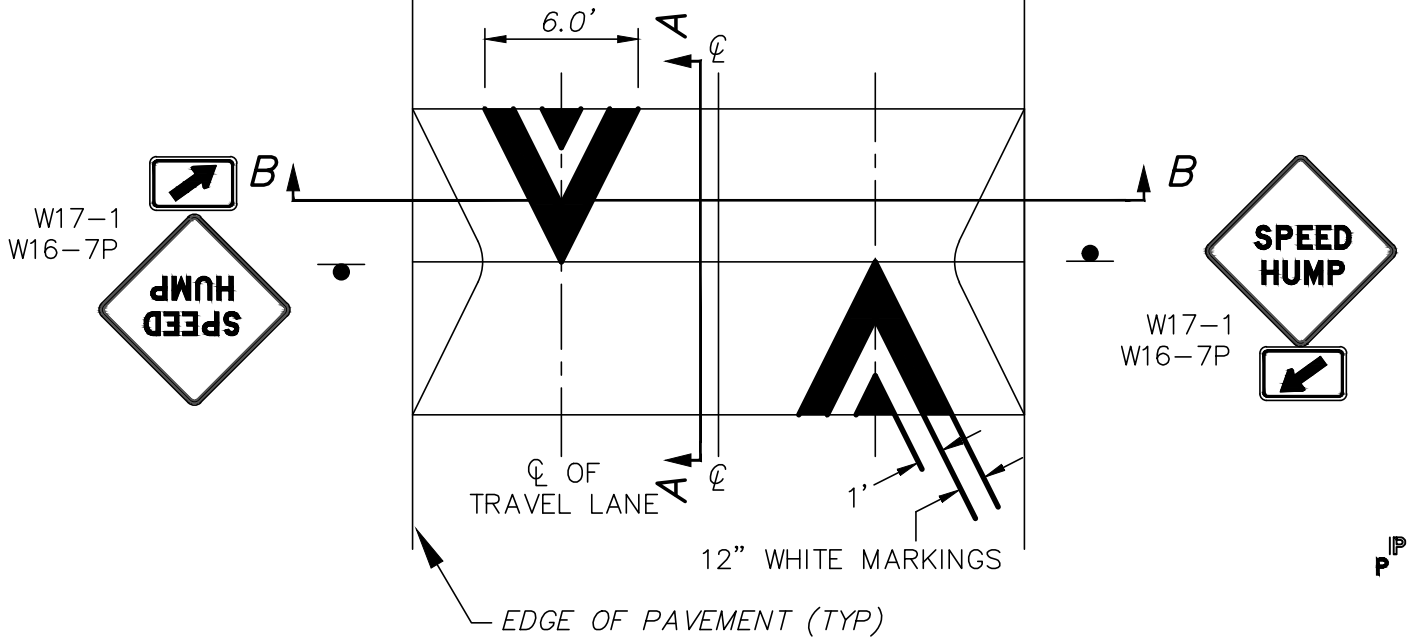 6.0'
A
℄
B
B
W17-1
W16-7P
SPEED
HUMP
SPEED
HUMP
W17-1
W16-7P
℄ OF
TRAVEL LANE
A
℄
1'
12" WHITE MARKINGS
EDGE OF PAVEMENT (TYP)
P
P